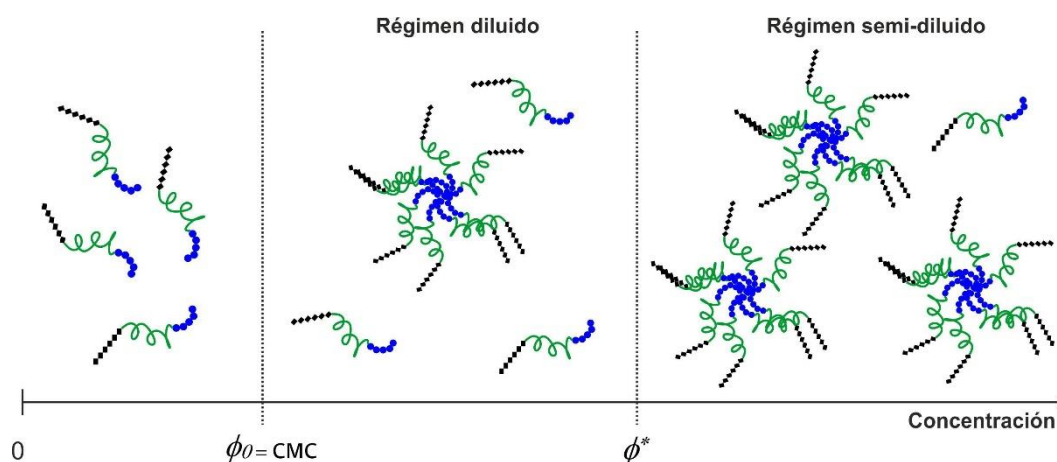 Régimen diluido
Régimen semi-diluido
Concentración
0
ϕ0 = CMC
ϕ*